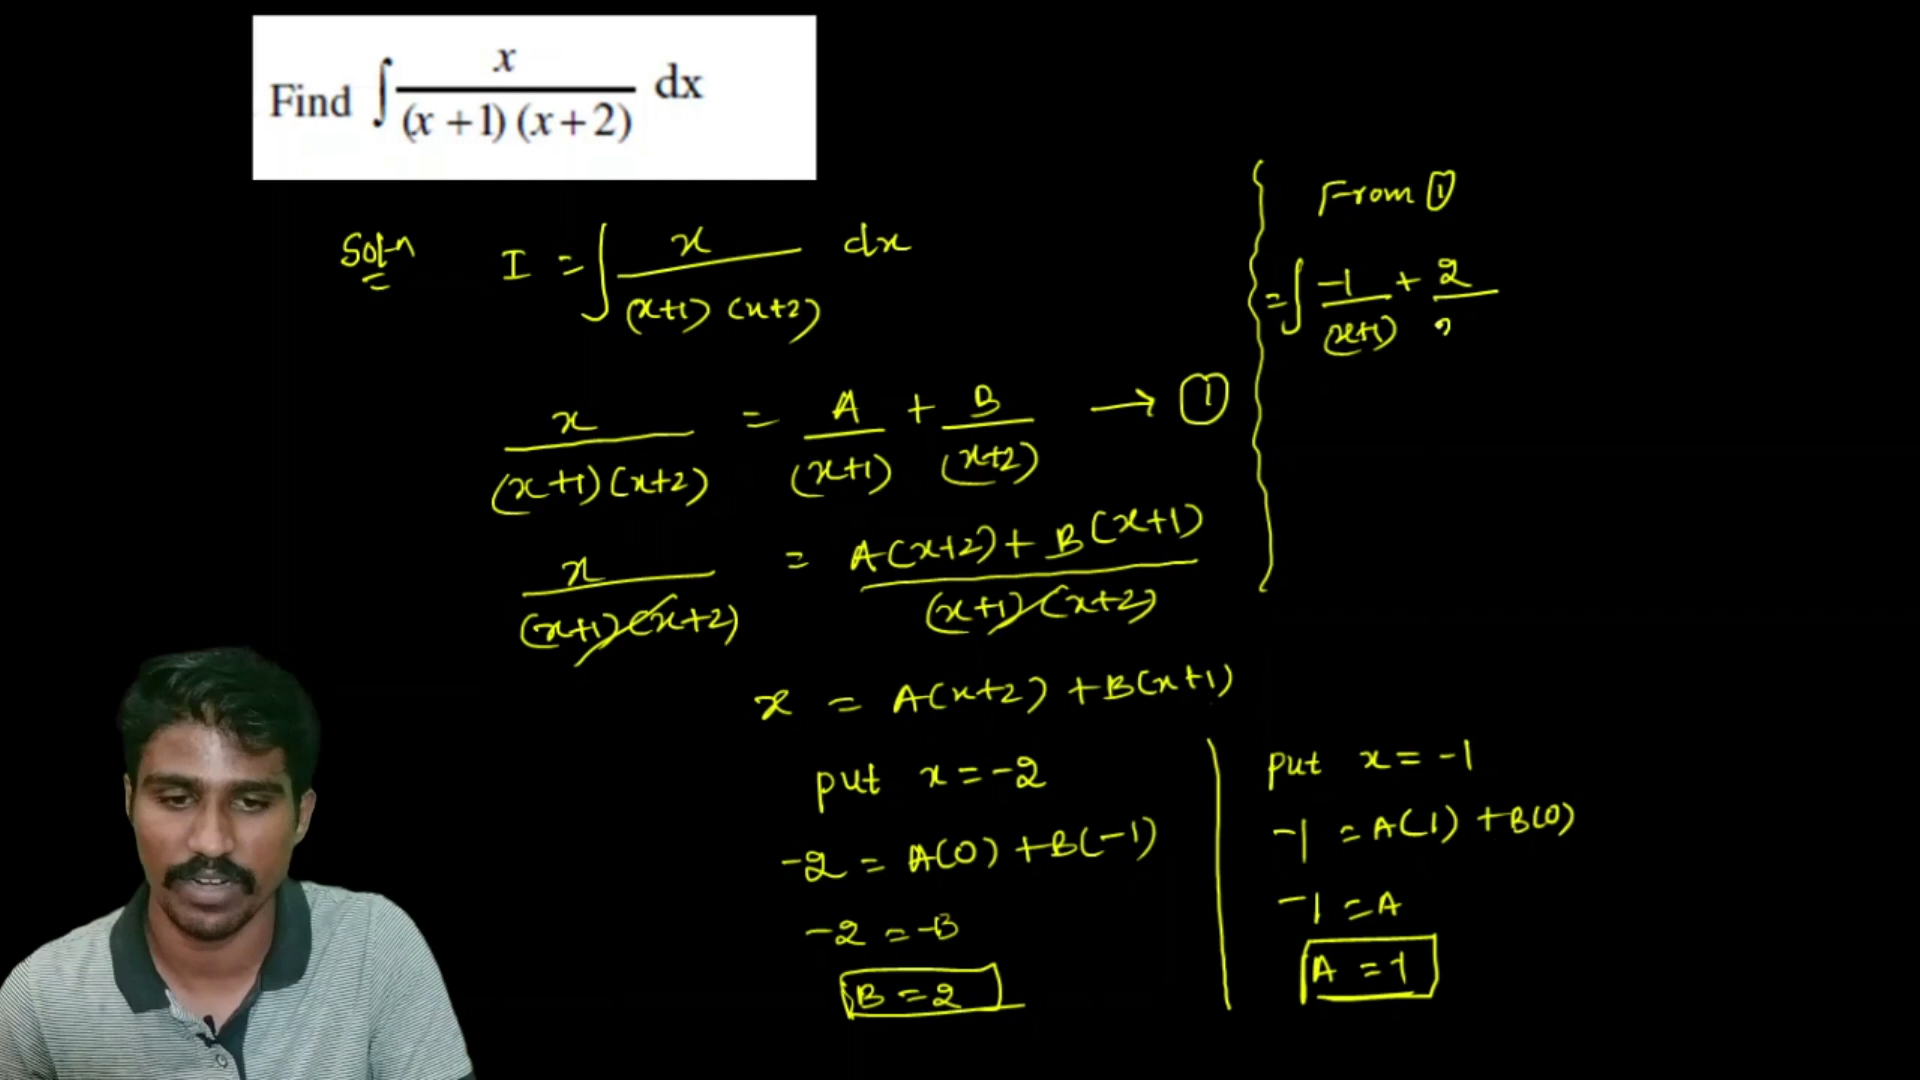 Find ∫ x / (x+1)(x+2) dx
Soln I = ∫ x / (x+1)(x+2) dx
x / (x+1)(x+2) = A / (x+1) + B / (x+2) → ①
x / (x+1)(x+2) = A(x+2) + B(x+1) / (x+1)(x+2)
x = A(x+2) + B(x+1)
put x = -2
-2 = A(0) + B(-1)
-2 = -B
B = 2
put x = -1
-1 = A(1) + B(0)
-1 = A
A = -1
From ①
= ∫ -1 / (x+1) + 2 /